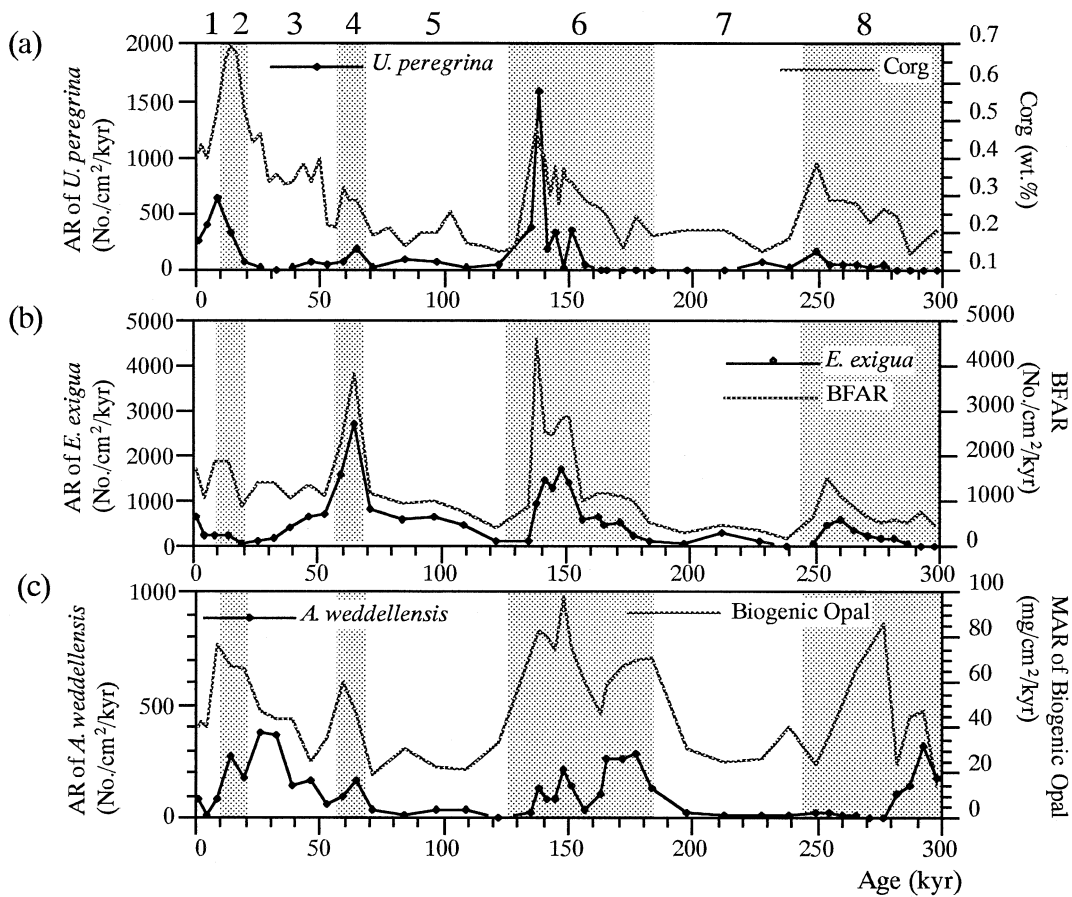 1 2 3 4 5 6 7 8
(a)
AR of U. peregrina
(No./cm²/kyr)
2000
1500
1000
500
0
U. peregrina
Corg
0.7
0.6
0.5
0.4
0.3
0.2
0.1
Corg (wt.%)
0 50 100 150 200 250 300
(b)
AR of E. exigua
(No./cm²/kyr)
5000
4000
3000
2000
1000
0
E. exigua
BFAR
5000
4000
3000
2000
1000
0
BFAR
(No./cm²/kyr)
0 50 100 150 200 250 300
(c)
AR of A. weddellensis
(No./cm²/kyr)
1000
500
0
A. weddellensis
Biogenic Opal
100
80
60
40
20
0
MAR of Biogenic Opal
(mg/cm²/kyr)
0 50 100 150 200 250 300
Age (kyr)